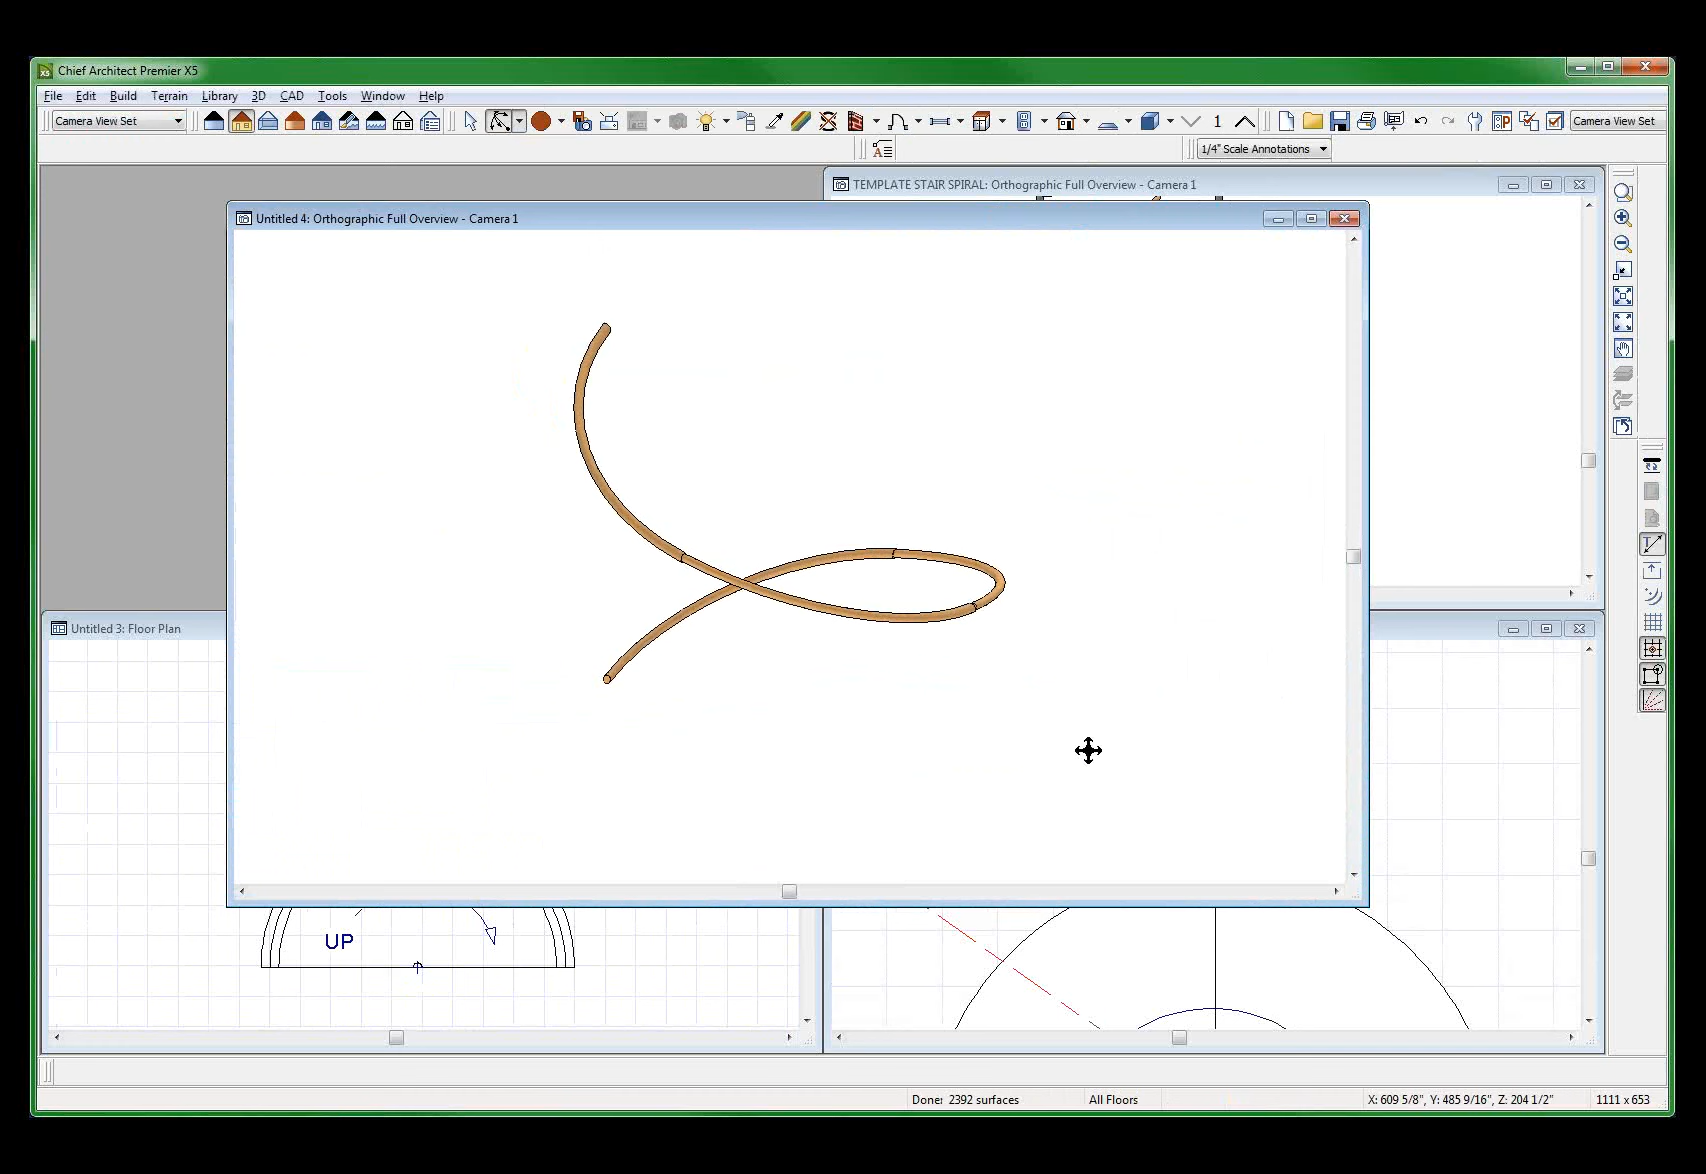 Chief Architect Premier X5
File Edit Build Terrain Library 3D CAD Tools Window Help
Camera View Set
1
Camera View Set
1/4" Scale Annotations
TEMPLATE STAIR SPIRAL: Orthographic Full Overview - Camera 1
Untitled 4: Orthographic Full Overview - Camera 1
Untitled 3: Floor Plan
UP
Done: 2392 surfaces
All Floors
X: 609 5/8", Y: 485 9/16", Z: 204 1/2"
1111 x 653